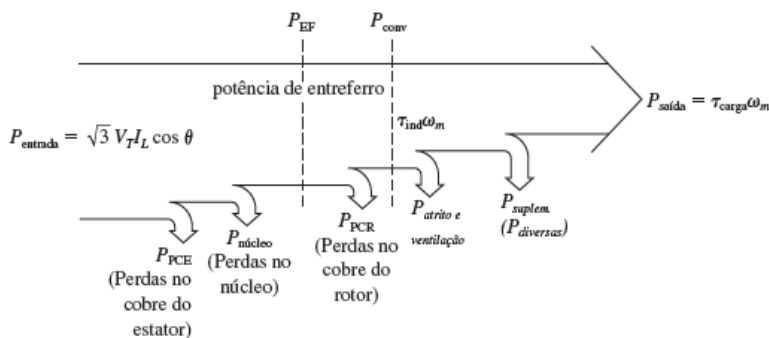 P_EF
P_conv
potência de entreferro
P_saída = τ_carga ω_m
P_entrada = √3 V_T I_L cos θ
τ_ind ω_m
P_PCE
(Perdas no
cobre do
estator)
P_núcleo
(Perdas no
núcleo)
P_PCR
(Perdas no
cobre do
rotor)
P_atrito e
ventilação
P_suplem.
(P_diversas)